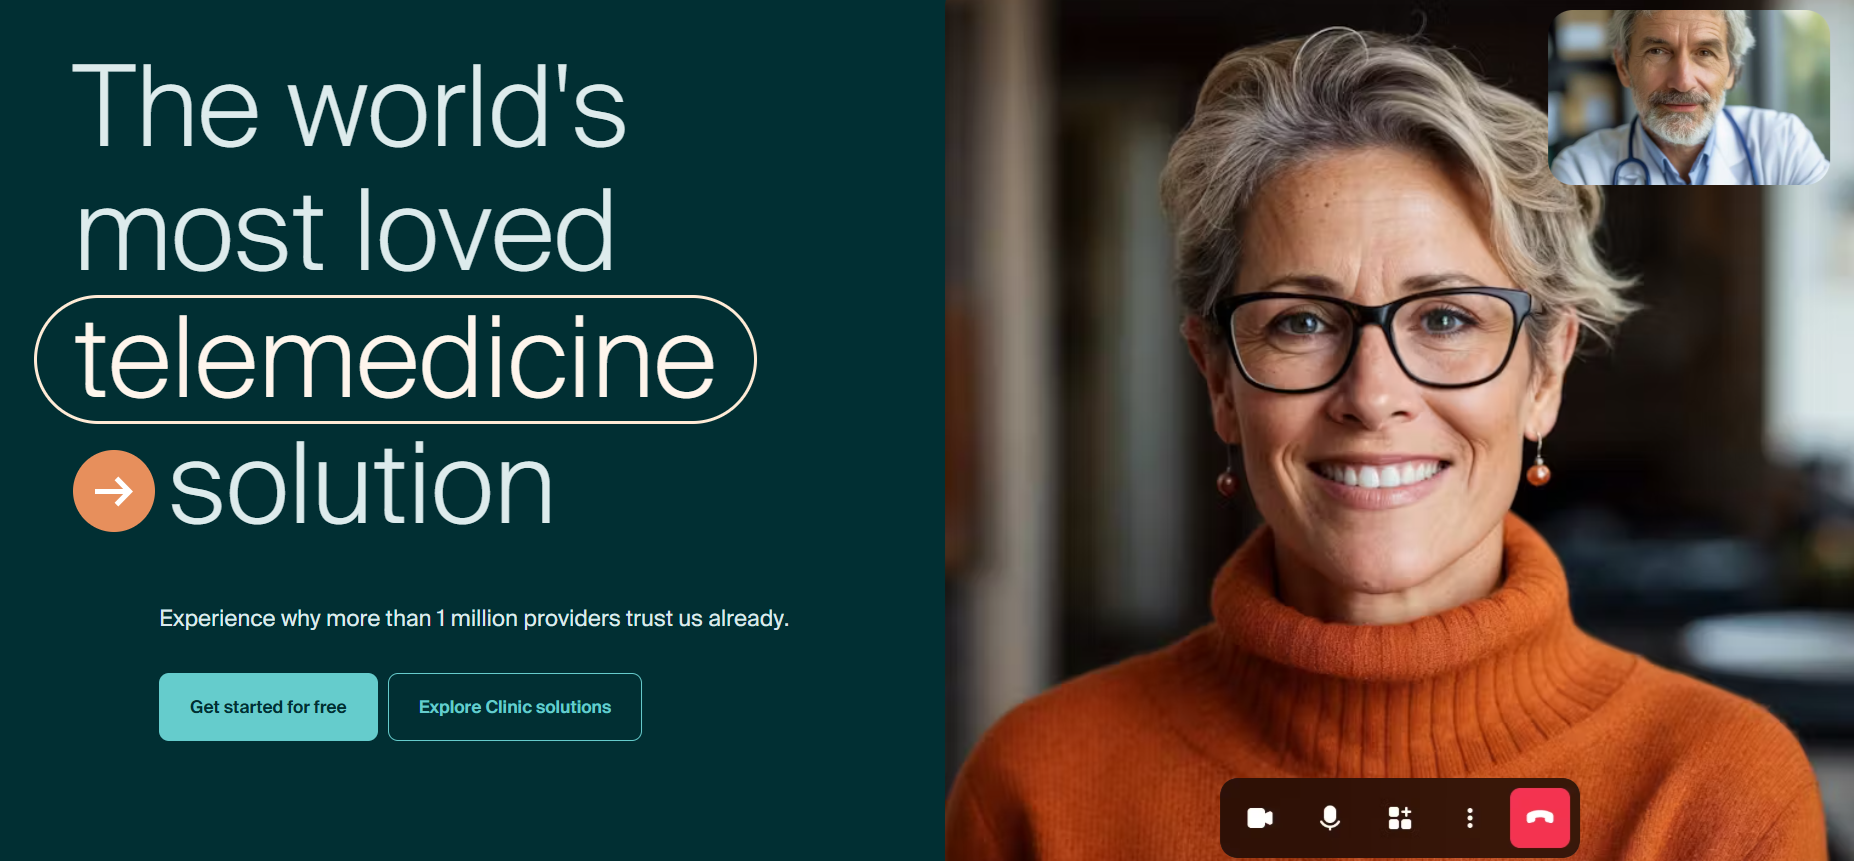 The world's
most loved
telemedicine
solution
Experience why more than 1 million providers trust us already.
Get started for free
Explore Clinic solutions